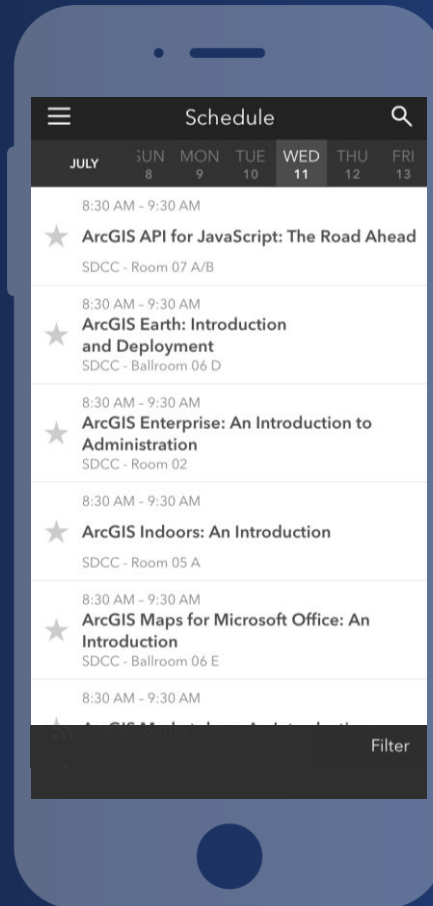 Schedule
JULY
SUN MON TUE WED THU FRI
8 9 10 11 12 13
8:30 AM – 9:30 AM
ArcGIS API for JavaScript: The Road Ahead
SDCC - Room 07 A/B
8:30 AM – 9:30 AM
ArcGIS Earth: Introduction
and Deployment
SDCC - Ballroom 06 D
8:30 AM – 9:30 AM
ArcGIS Enterprise: An Introduction to
Administration
SDCC - Room 02
8:30 AM – 9:30 AM
ArcGIS Indoors: An Introduction
SDCC - Room 05 A
8:30 AM – 9:30 AM
ArcGIS Maps for Microsoft Office: An
Introduction
SDCC - Ballroom 06 E
8:30 AM – 9:30 AM
Filter